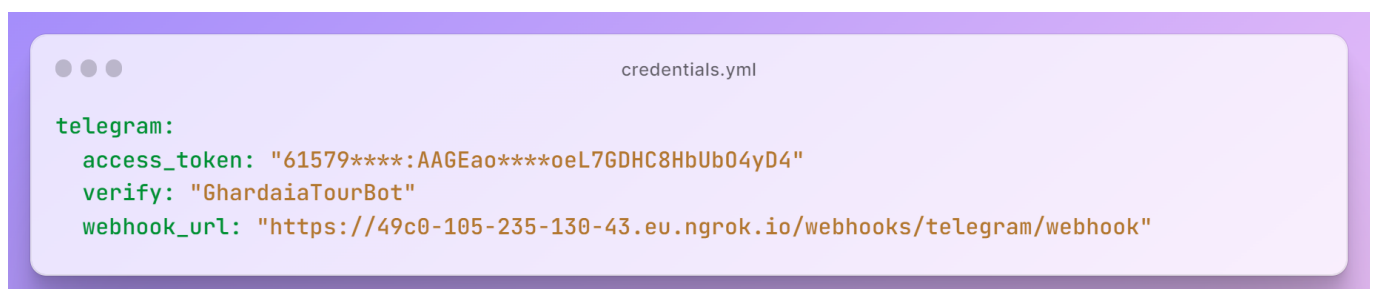 credentials.yml
telegram:
access_token: "61579****:AAGEao****oeL7GDHC8HbUbO4yD4"
verify: "GhardaiaTourBot"
webhook_url: "https://49c0-105-235-130-43.eu.ngrok.io/webhooks/telegram/webhook"